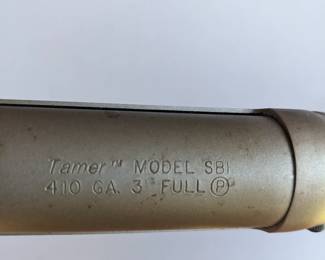 Tamer™ MODEL SB1
.410 GA. 3" FULL Ⓟ